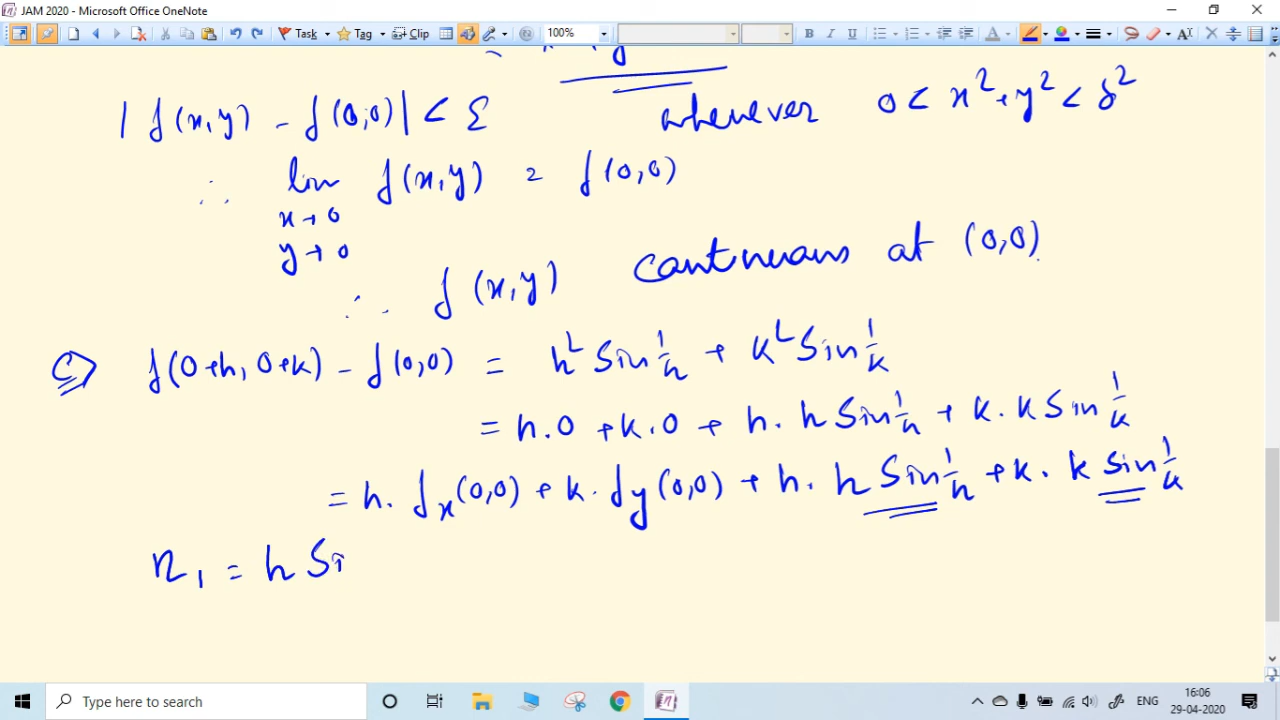 JAM 2020 - Microsoft Office OneNote
Task Tag Clip 100% B I U
|f(x,y) - f(0,0)| < ε whenever 0 < x² + y² < δ²
∴ lim f(x,y) = f(0,0)
x→0
y→0
∴ f(x,y) continuous at (0,0)
C) f(0+h, 0+k) - f(0,0) = h² Sin 1/h + k² Sin 1/k
= h.0 + k.0 + h. h Sin 1/h + k. k Sin 1/k
= h. fx(0,0) + k. fy(0,0) + h. h Sin 1/h + k. k Sin 1/k
η₁ = h Si
Type here to search
ENG
16:06
29-04-2020